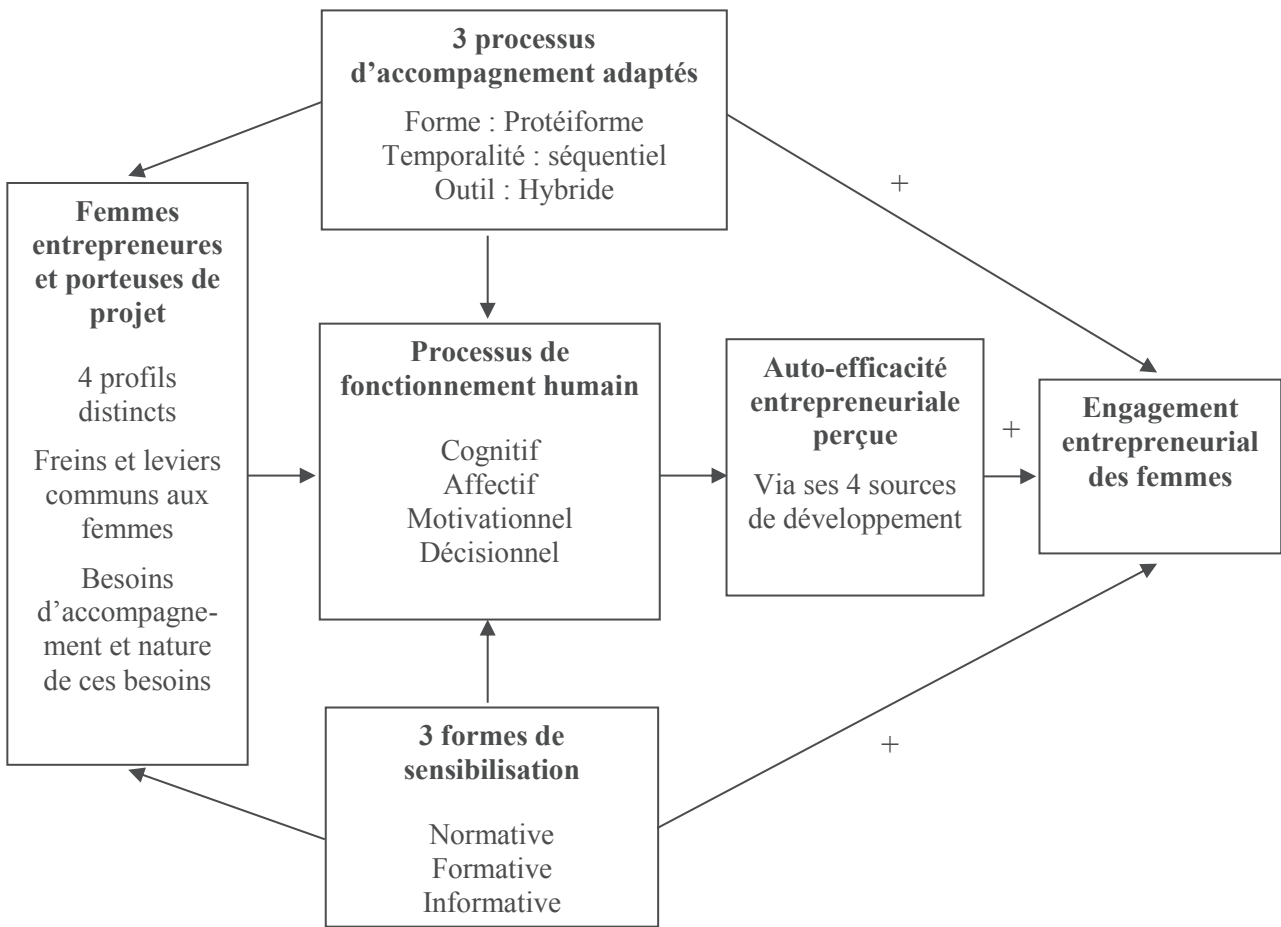 3 processus
d’accompagnement adaptés
Forme : Protéiforme
Temporalité : séquentiel
Outil : Hybride
+
Femmes
entrepreneures
et porteuses de
projet
4 profils
distincts
Freins et leviers
communs aux
femmes
Besoins
d’accompagne-
ment et nature
de ces besoins
Processus de
fonctionnement humain
Cognitif
Affectif
Motivationnel
Décisionnel
Auto-efficacité
entrepreneuriale
perçue
Via ses 4 sources
de développement
+
Engagement
entrepreneurial
des femmes
3 formes de
sensibilisation
Normative
Formative
Informative
+